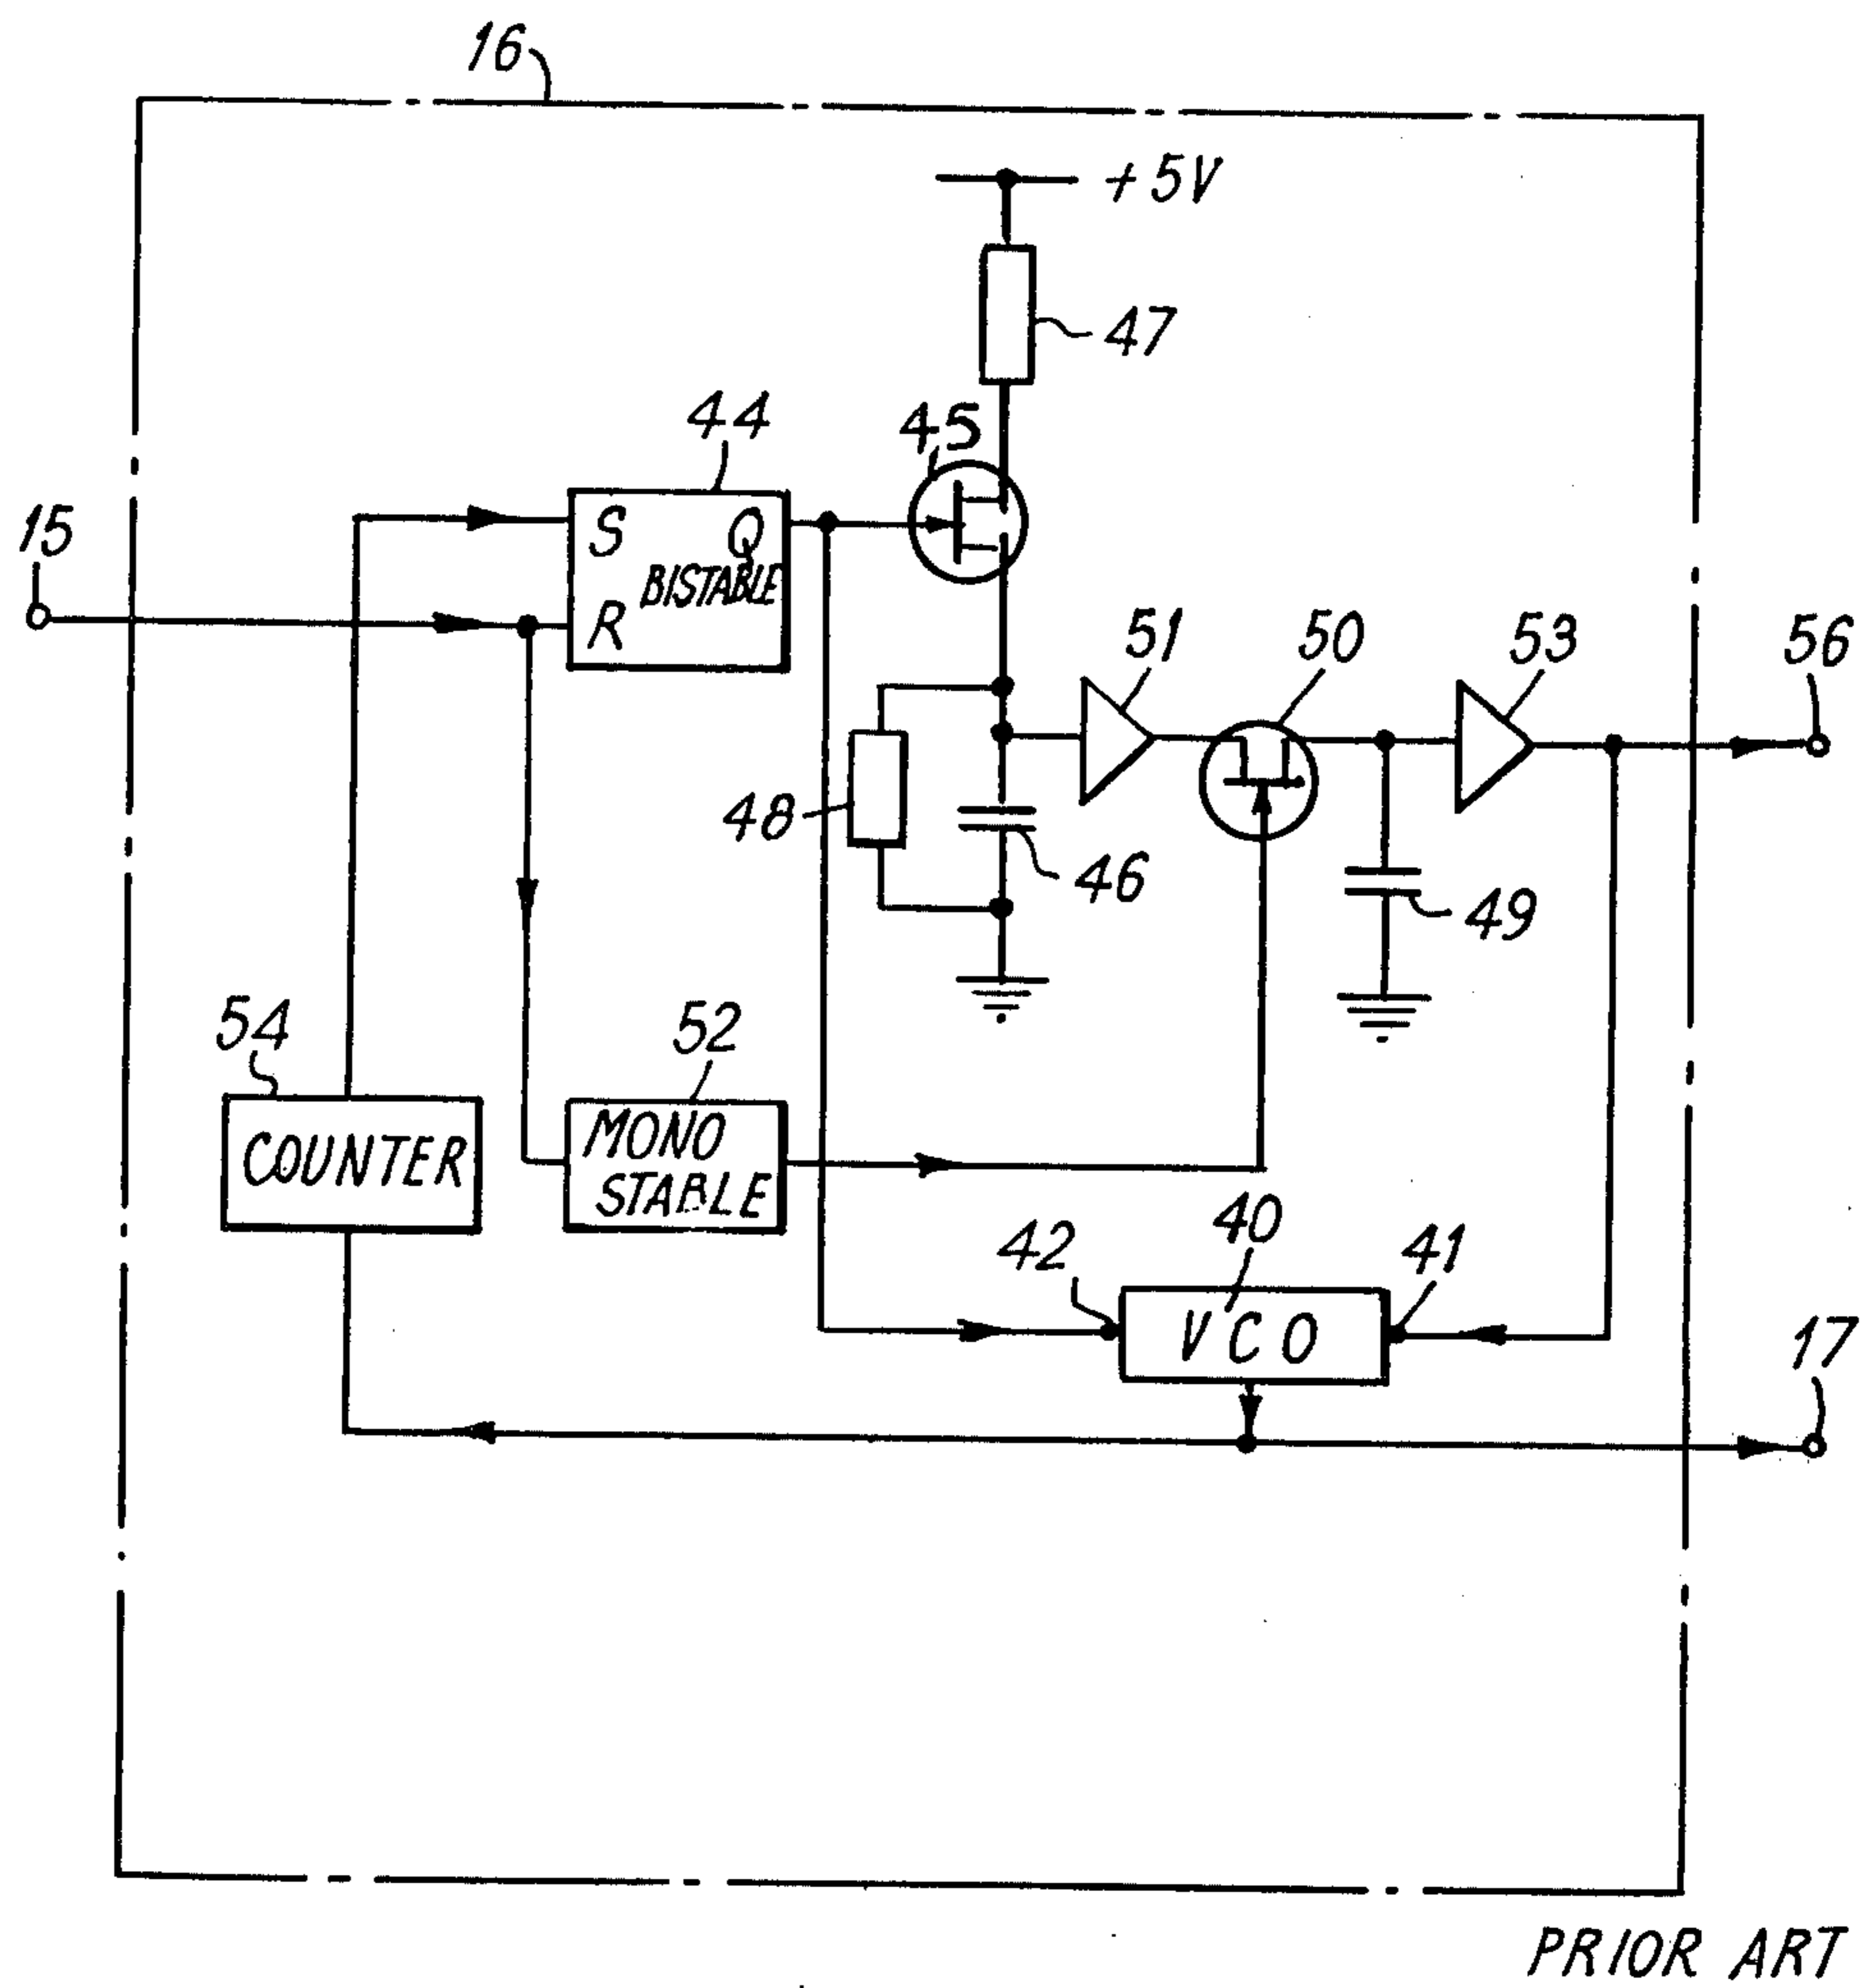 16
+5V
47
44
45
15
S Q
BISTABLE
R
51
50
53
56
48
46
49
54
52
COUNTER
MONO
STABLE
42
40
41
VCO
17
PRIOR ART